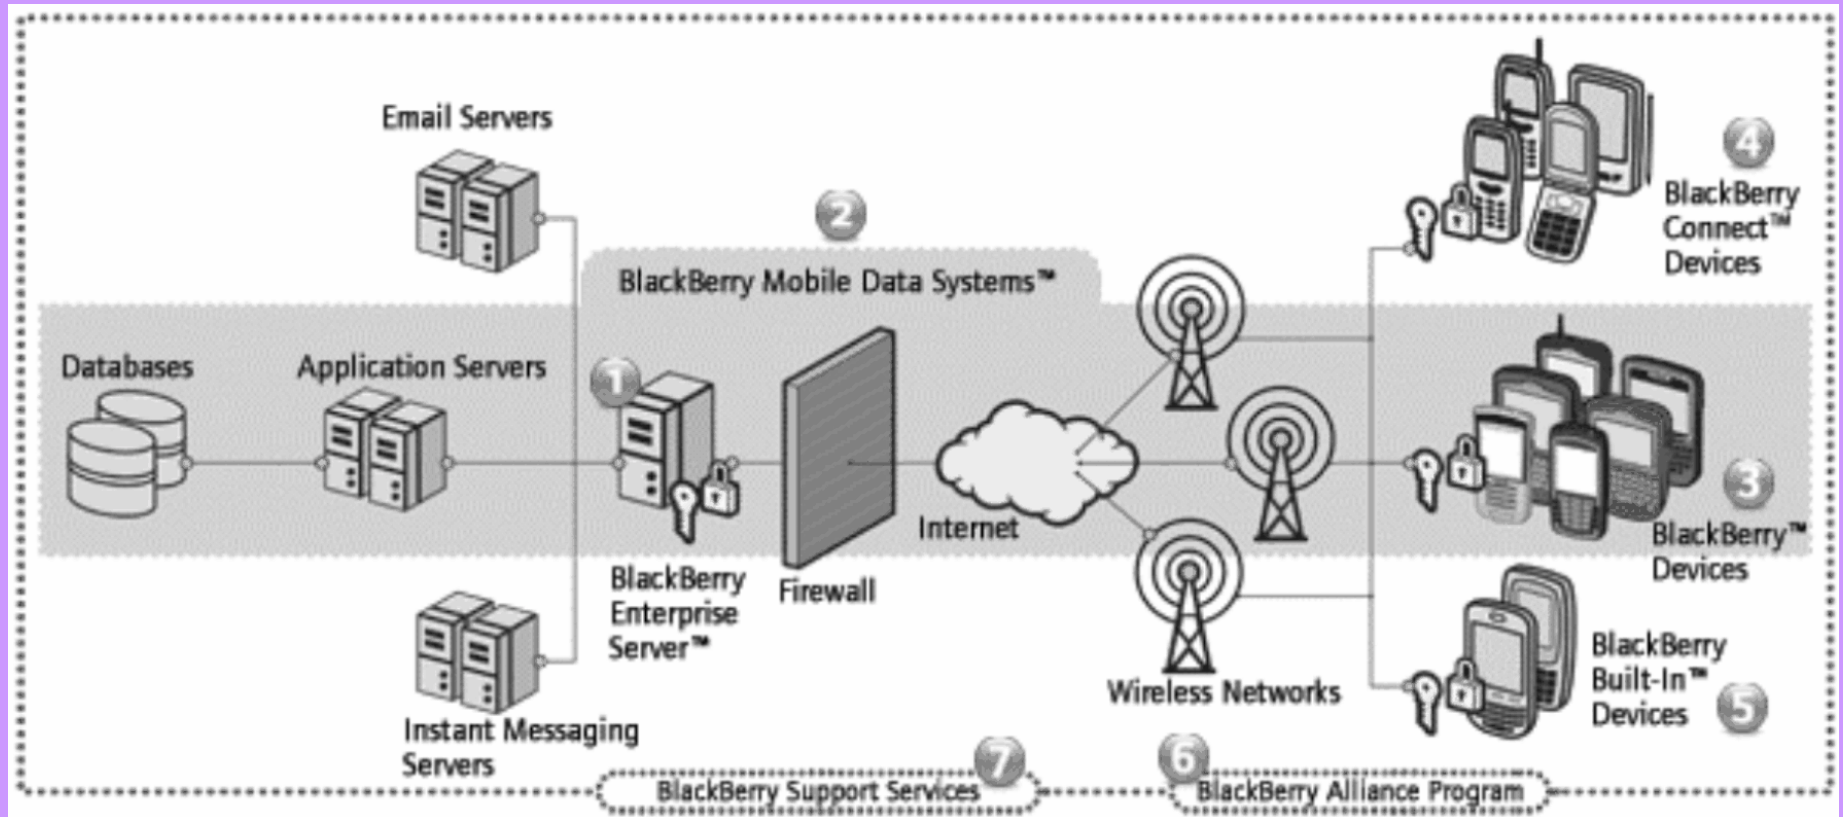 Email Servers
2
4
BlackBerry
Connect™
Devices
BlackBerry Mobile Data Systems™
Databases
Application Servers
1
Internet
3
BlackBerry™
Devices
BlackBerry
Enterprise
Server™
Firewall
BlackBerry
Built-In™
Devices
5
Wireless Networks
Instant Messaging
Servers
7
6
BlackBerry Support Services
BlackBerry Alliance Program